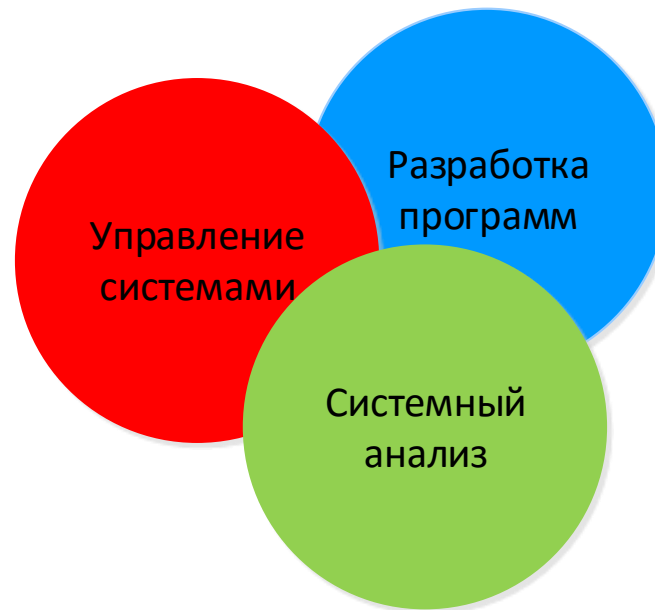 Разработка
программ
Управление
системами
Системный
анализ